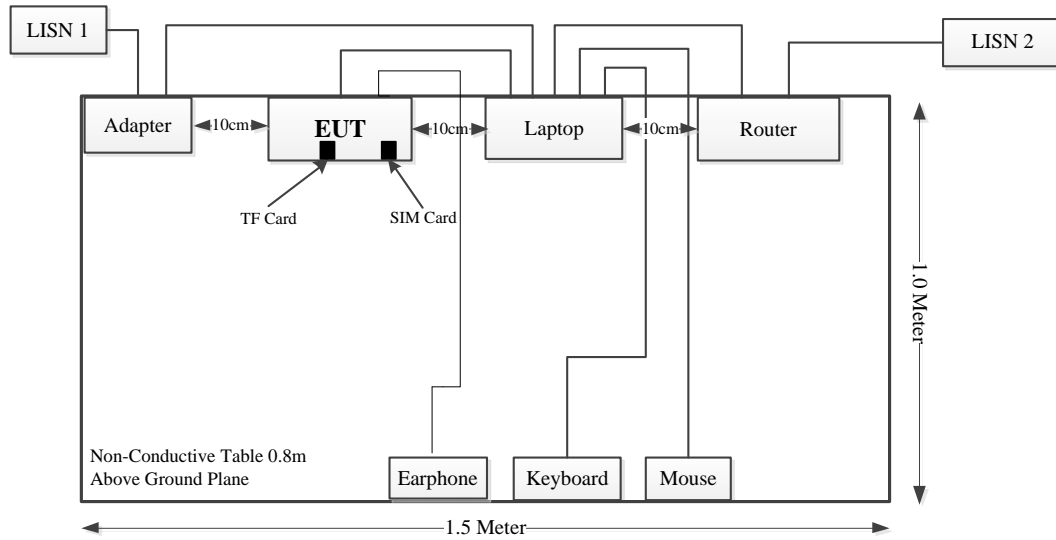 LISN 1
LISN 2
Adapter
10cm
EUT
10cm
Laptop
10cm
Router
TF Card
SIM Card
1.0 Meter
Non-Conductive Table 0.8m
Above Ground Plane
Earphone
Keyboard
Mouse
1.5 Meter